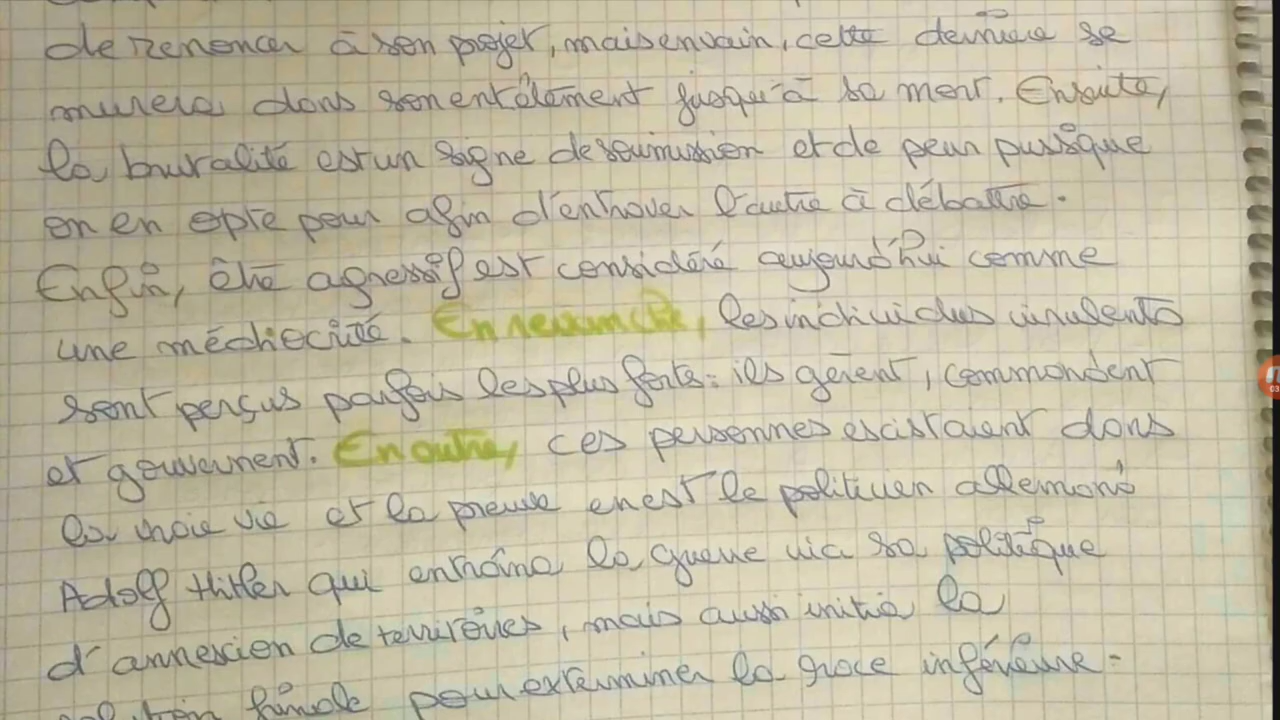 de renoncer à son projet, mais en vain, cette dernière se
murera dans son entêlement jusqu'à sa mort. Ensuite,
la bruralité est un signe de soumission et de peur puisque
on en opte pour afin d'entraver l'autre à débattre.
Enfin, être agressif est considéré aujourd'hui comme
une médiocrité. En revanche, les individus virulents
sont perçus parfois les plus forts : ils gèrent, commandent
et gouvernent. En outre, ces personnes existaient dans
la vraie vie et la preuve en est le politicien allemand
Adolf Hitler qui entraîna la guerre via sa politique
d'annexion de territoires, mais aussi initia la
finale pour exterminer la grace inférieure.